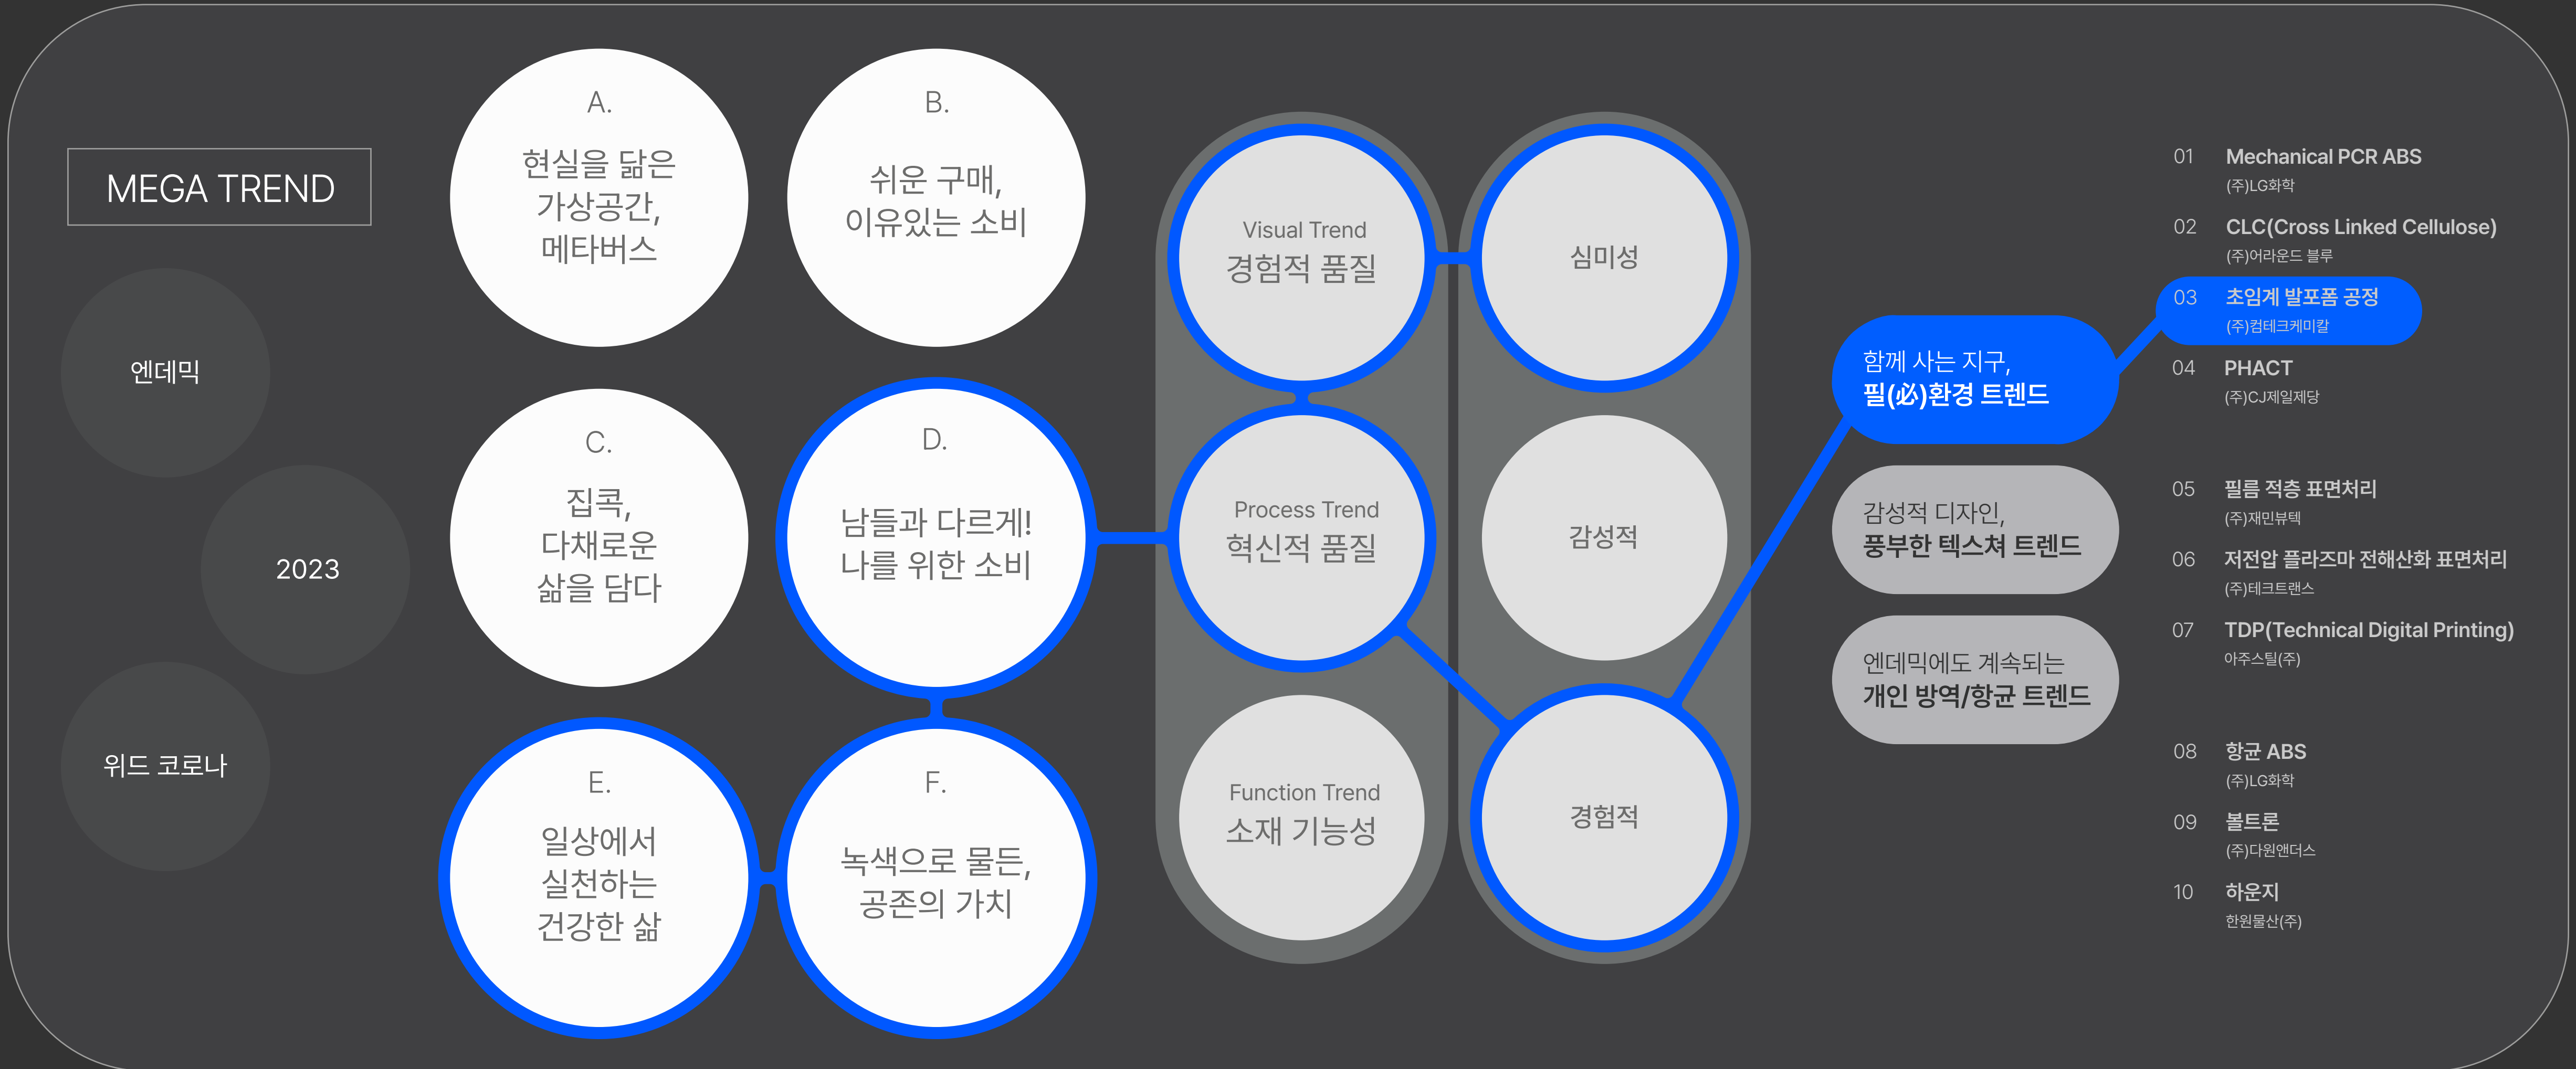 MEGA TREND
엔데믹
2023
위드 코로나
A.
현실을 닮은
가상공간,
메타버스
B.
쉬운 구매,
이유있는 소비
C.
집콕,
다채로운
삶을 담다
D.
남들과 다르게!
나를 위한 소비
E.
일상에서
실천하는
건강한 삶
F.
녹색으로 물든,
공존의 가치
Visual Trend
경험적 품질
Process Trend
혁신적 품질
Function Trend
소재 기능성
심미성
감성적
경험적
함께 사는 지구,
필(必)환경 트렌드
감성적 디자인,
풍부한 텍스쳐 트렌드
엔데믹에도 계속되는
개인 방역/항균 트렌드
01 Mechanical PCR ABS
(주)LG화학
02 CLC(Cross Linked Cellulose)
(주)어라운드 블루
03 초임계 발포폼 공정
(주)컴테크케미칼
04 PHACT
(주)CJ제일제당
05 필름 적층 표면처리
(주)재민뷰텍
06 저전압 플라즈마 전해산화 표면처리
(주)테크트랜스
07 TDP(Technical Digital Printing)
아주스틸(주)
08 항균 ABS
(주)LG화학
09 볼트론
(주)다원앤더스
10 하운지
한원물산(주)